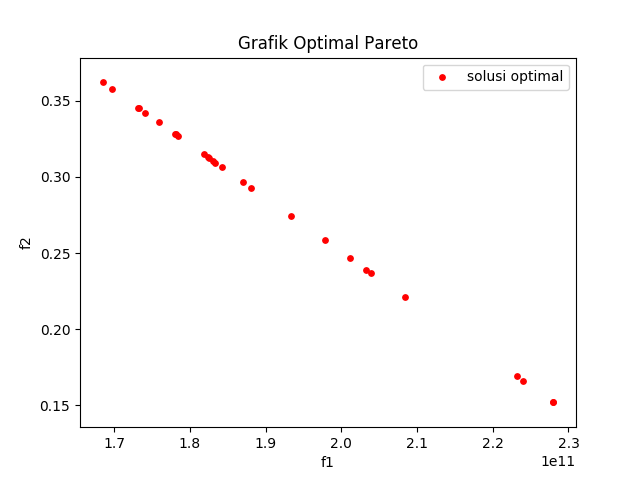 Grafik Optimal Pareto
solusi optimal
f2
0.35
0.30
0.25
0.20
0.15
1.7 1.8 1.9 2.0 2.1 2.2 2.3
f1
1e11